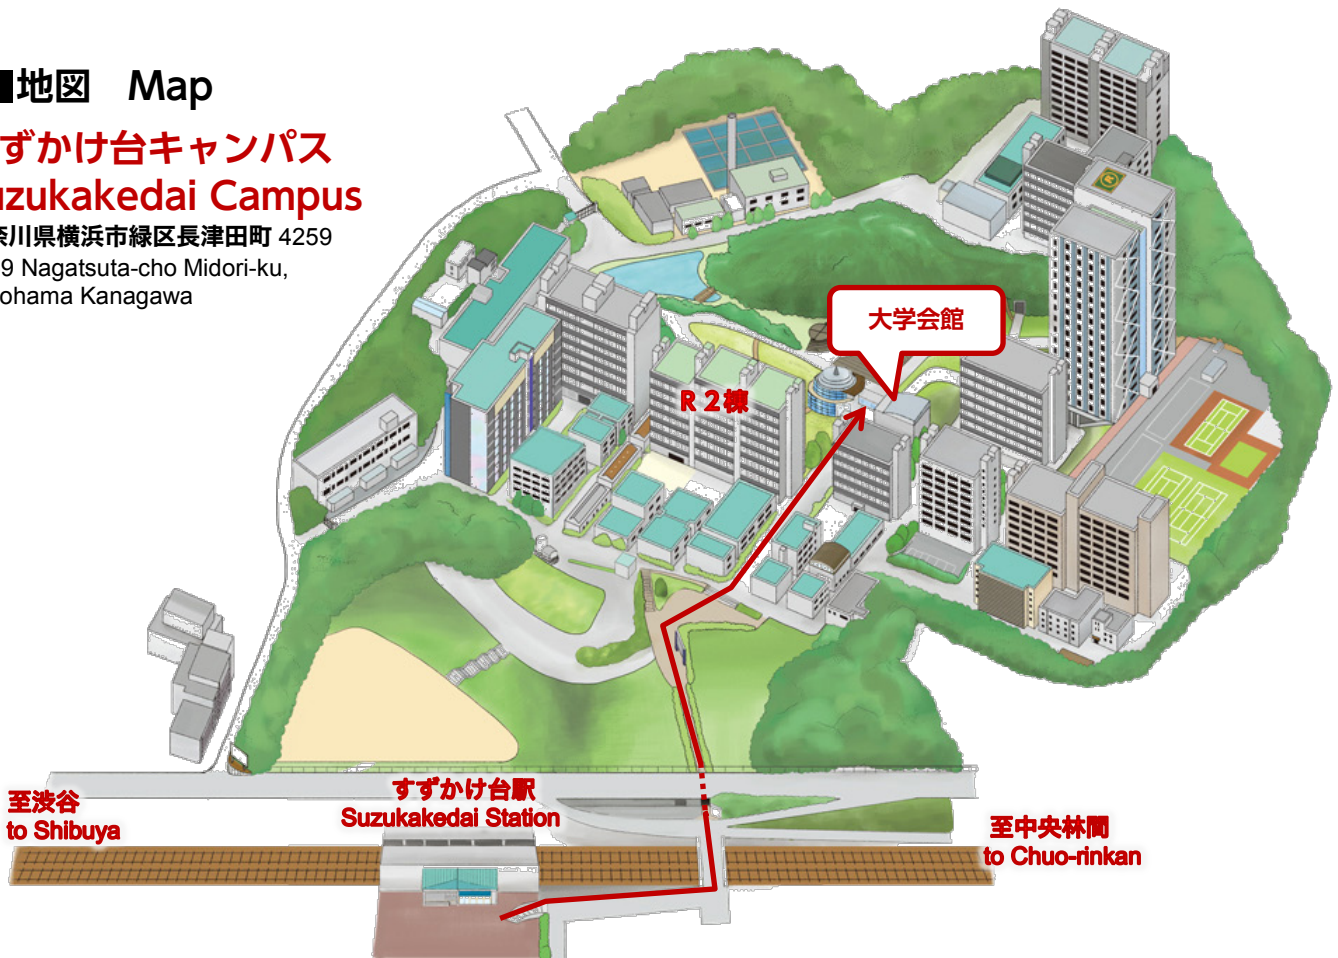 地図 Map
ずかけ台キャンパス
uzukakedai Campus
奈川県横浜市緑区長津田町 4259
9 Nagatsuta-cho Midori-ku,
ohama Kanagawa
大学会館
R2棟
すずかけ台駅
Suzukakedai Station
至渋谷
to Shibuya
至中央林間
to Chuo-rinkan